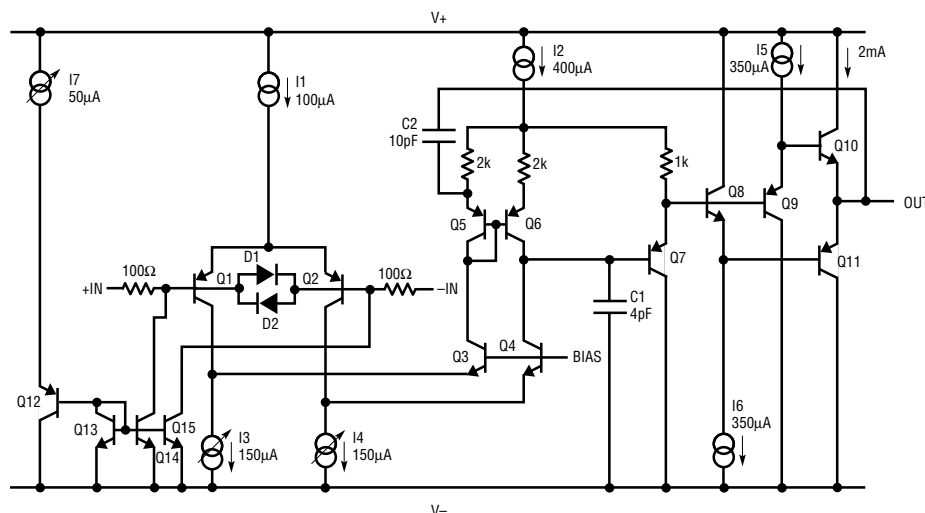 V+
I7
50μA
I1
100μA
I2
400μA
I5
350μA
2mA
C2
10pF
2k
2k
1k
Q10
Q8
Q9
OUT
Q5
Q6
Q7
Q11
100Ω
D1
100Ω
+IN
Q1
Q2
–IN
D2
C1
4pF
Q3
Q4
BIAS
Q12
Q13
Q15
Q14
I3
150μA
I4
150μA
I6
350μA
V–